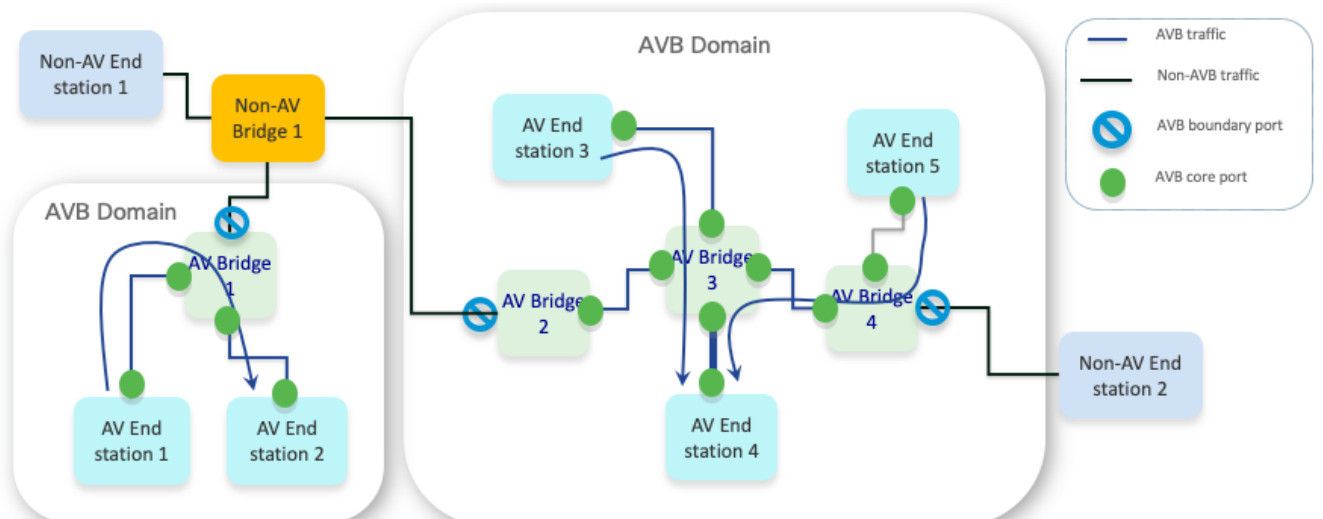 Non-AV End
station 1
Non-AV
Bridge 1
AVB Domain
AV Bridge
1
AV End
station 1
AV End
station 2
AVB Domain
AV End
station 3
AV End
station 5
AV Bridge
2
AV Bridge
3
AV Bridge
4
AV End
station 4
Non-AV End
station 2
AVB traffic
Non-AVB traffic
AVB boundary port
AVB core port